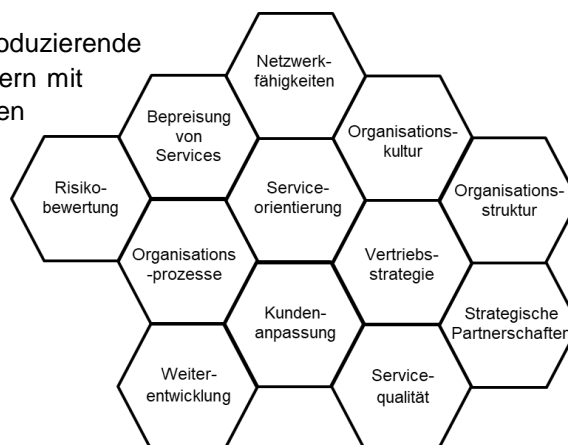 oduzierende
ern mit
en
Netzwerk-
fähigkeiten
Bepreisung
von
Services
Organisations-
kultur
Risiko-
bewertung
Service-
orientierung
Organisations-
struktur
Organisations
-prozesse
Vertriebs-
strategie
Kunden-
anpassung
Strategische
Partnerschaften
Weiter-
entwicklung
Service-
qualität